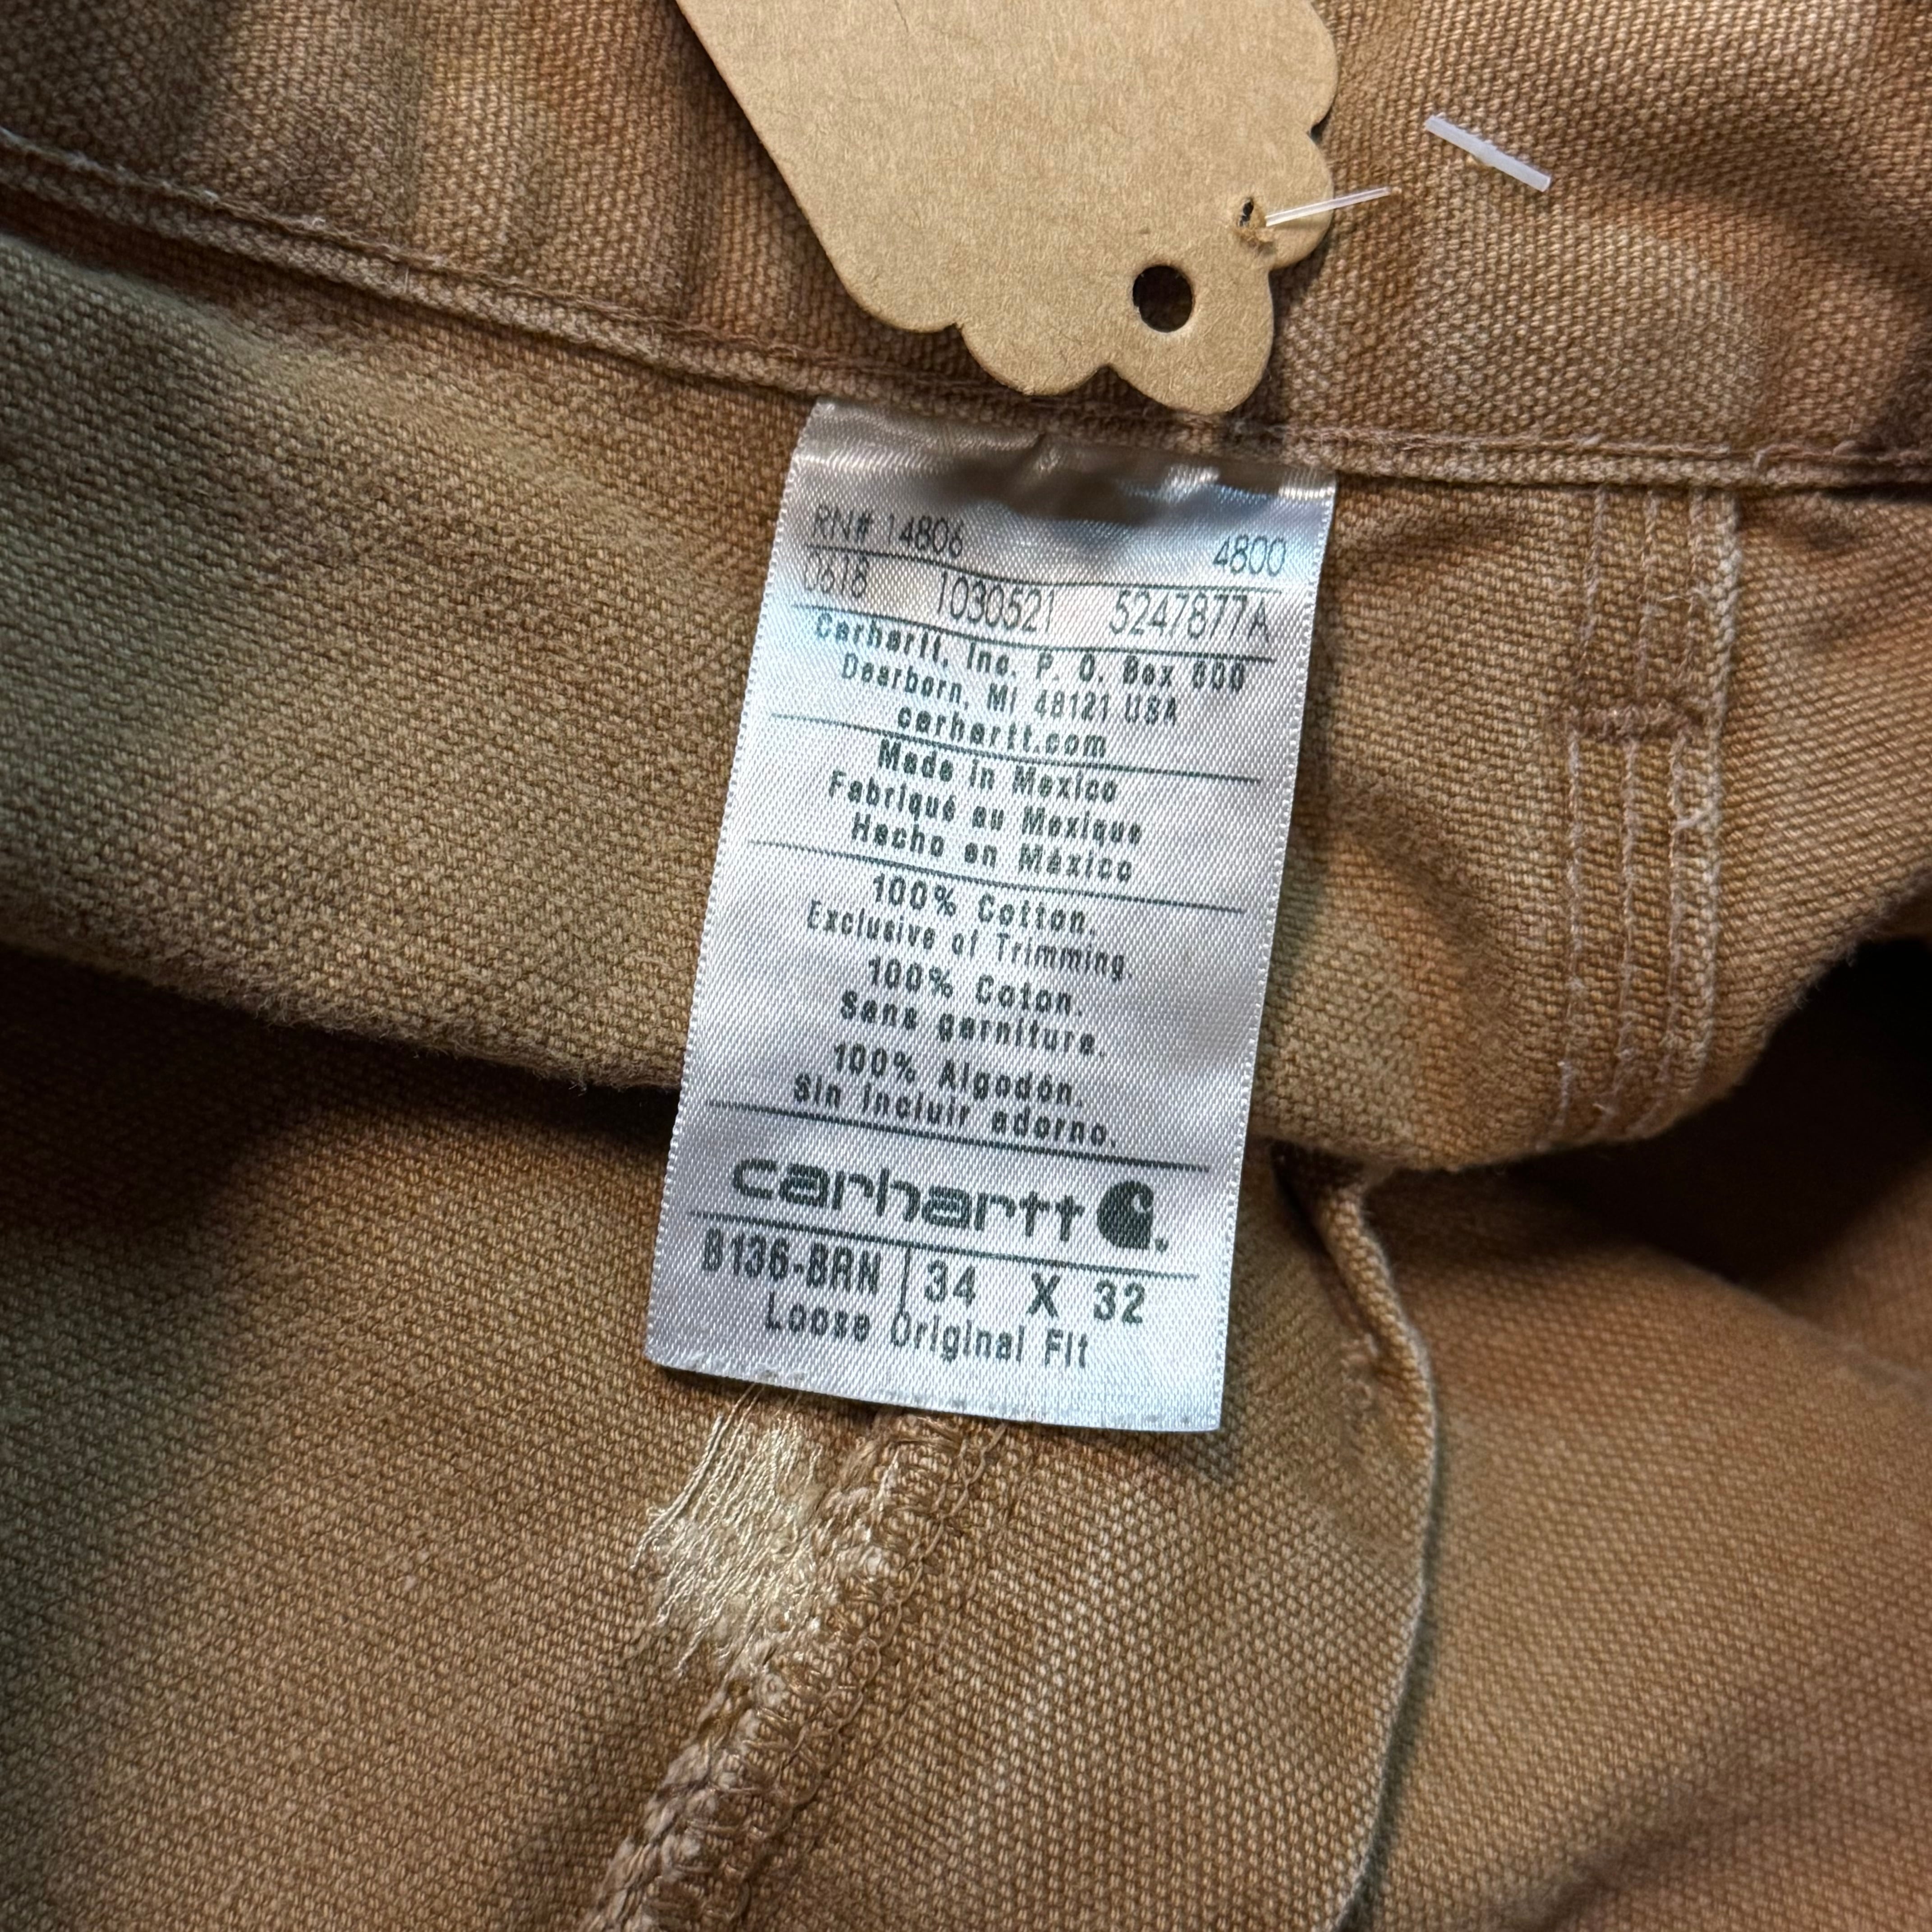 RN# 14806 4800
0618 1030521 5247877A
Carhartt, Inc. P. O. Box 600
Dearborn, MI 48121 USA
carhartt.com
Made in Mexico
Fabriqué au Mexique
Hecho en México
100% Cotton.
Exclusive of Trimming.
100% Coton.
Sans garniture.
100% Algodón.
Sin incluir adorno.
carhartt
B136-BRN 34 X 32
Loose Original Fit